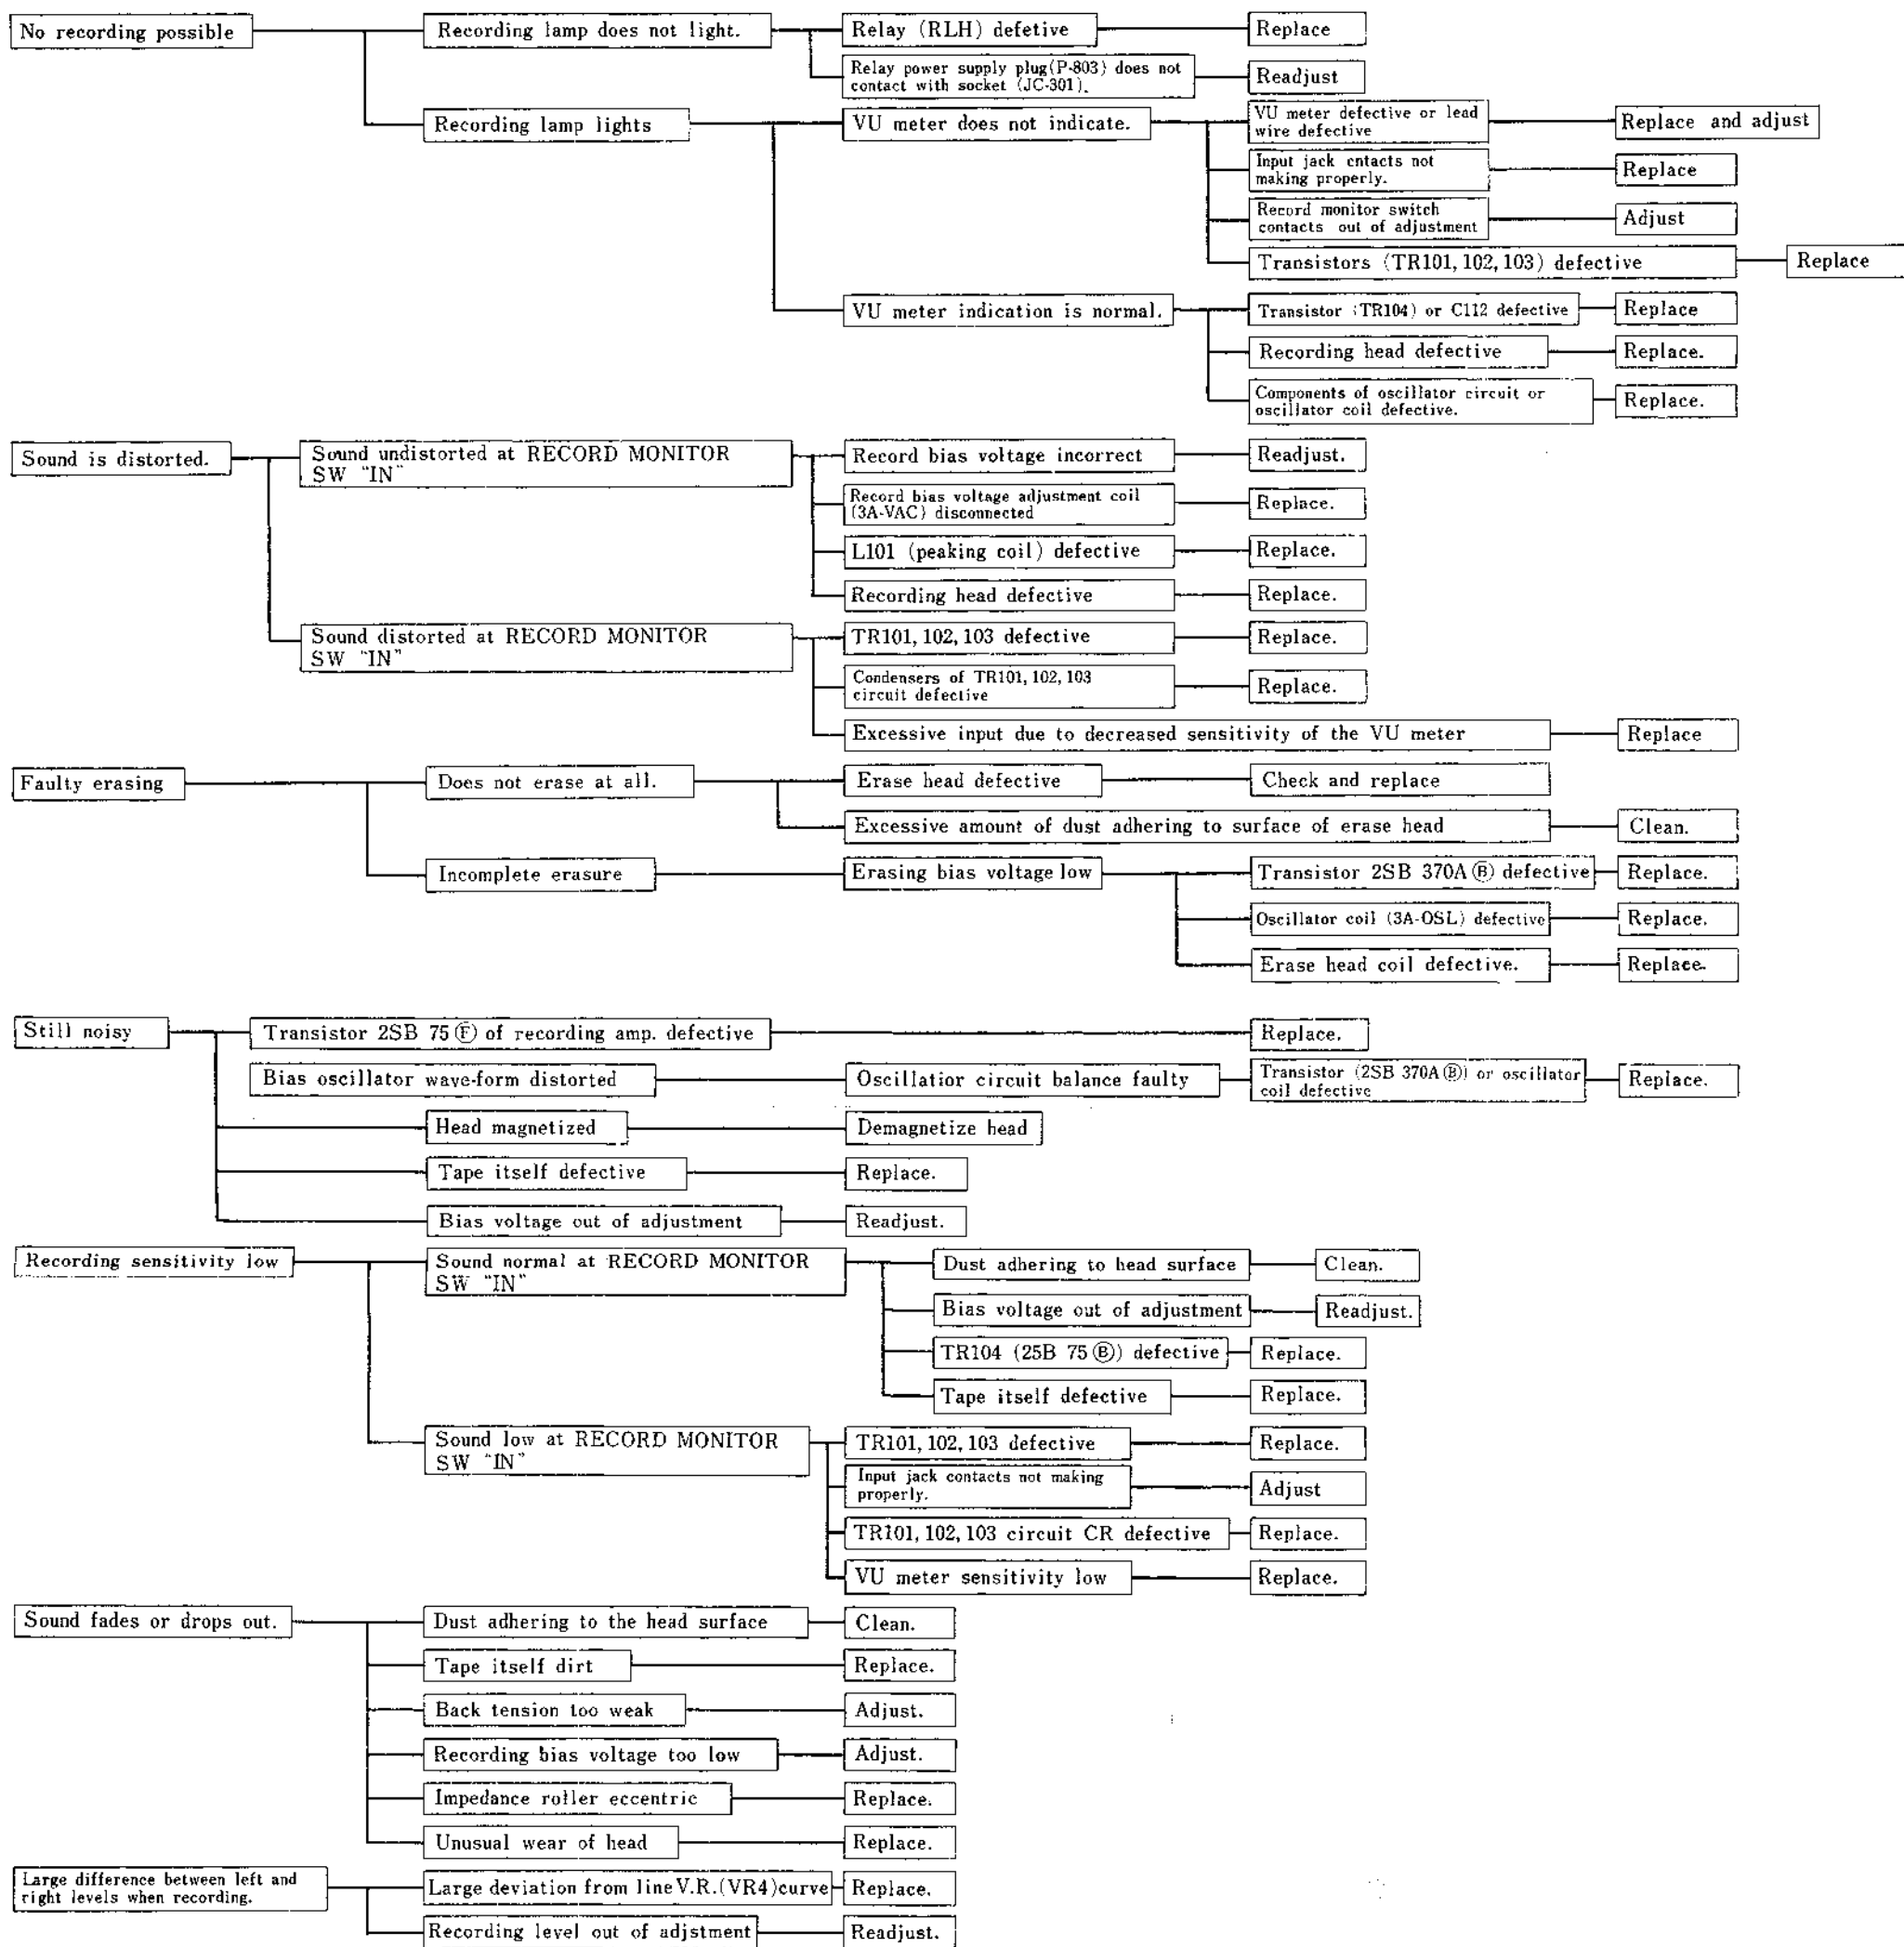 No recording possible
Recording lamp does not light.
Relay (RLH) defetive
Replace
Relay power supply plug(P-803) does not
contact with socket (JC-301).
Readjust
Recording lamp lights
VU meter does not indicate.
VU meter defective or lead
wire defective
Replace and adjust
Input jack cntacts not
making properly.
Replace
Record monitor switch
contacts out of adjustment
Adjust
Transistors (TR101, 102, 103) defective
Replace
VU meter indication is normal.
Transistor (TR104) or C112 defective
Replace
Recording head defective
Replace.
Components of oscillator circuit or
oscillator coil defective.
Replace.
Sound is distorted.
Sound undistorted at RECORD MONITOR
SW "IN"
Record bias voltage incorrect
Readjust.
Record bias voltage adjustment coil
(3A-VAC) disconnected
Replace.
L101 (peaking coil) defective
Replace.
Recording head defective
Replace.
Sound distorted at RECORD MONITOR
SW "IN"
TR101, 102, 103 defective
Replace.
Condensers of TR101, 102, 103
circuit defective
Replace.
Excessive input due to decreased sensitivity of the VU meter
Replace
Faulty erasing
Does not erase at all.
Erase head defective
Check and replace
Excessive amount of dust adhering to surface of erase head
Clean.
Incomplete erasure
Erasing bias voltage low
Transistor 2SB 370A Ⓑ defective
Replace.
Oscillator coil (3A-OSL) defective
Replace.
Erase head coil defective.
Replace.
Still noisy
Transistor 2SB 75 Ⓕ of recording amp. defective
Replace.
Bias oscillator wave-form distorted
Oscillatior circuit balance faulty
Transistor (2SB 370A Ⓑ) or oscillator
coil defective
Replace.
Head magnetized
Demagnetize head
Tape itself defective
Replace.
Bias voltage out of adjustment
Readjust.
Recording sensitivity low
Sound normal at RECORD MONITOR
SW "IN"
Dust adhering to head surface
Clean.
Bias voltage out of adjustment
Readjust.
TR104 (25B 75 Ⓑ) defective
Replace.
Tape itself defective
Replace.
Sound low at RECORD MONITOR
SW "IN"
TR101, 102, 103 defective
Replace.
Input jack contacts not making
properly.
Adjust
TR101, 102, 103 circuit CR defective
Replace.
VU meter sensitivity low
Replace.
Sound fades or drops out.
Dust adhering to the head surface
Clean.
Tape itself dirt
Replace.
Back tension too weak
Adjust.
Recording bias voltage too low
Adjust.
Impedance roller eccentric
Replace.
Unusual wear of head
Replace.
Large difference between left and
right levels when recording.
Large deviation from line V.R.(VR4)curve
Replace.
Recording level out of adjstment
Readjust.